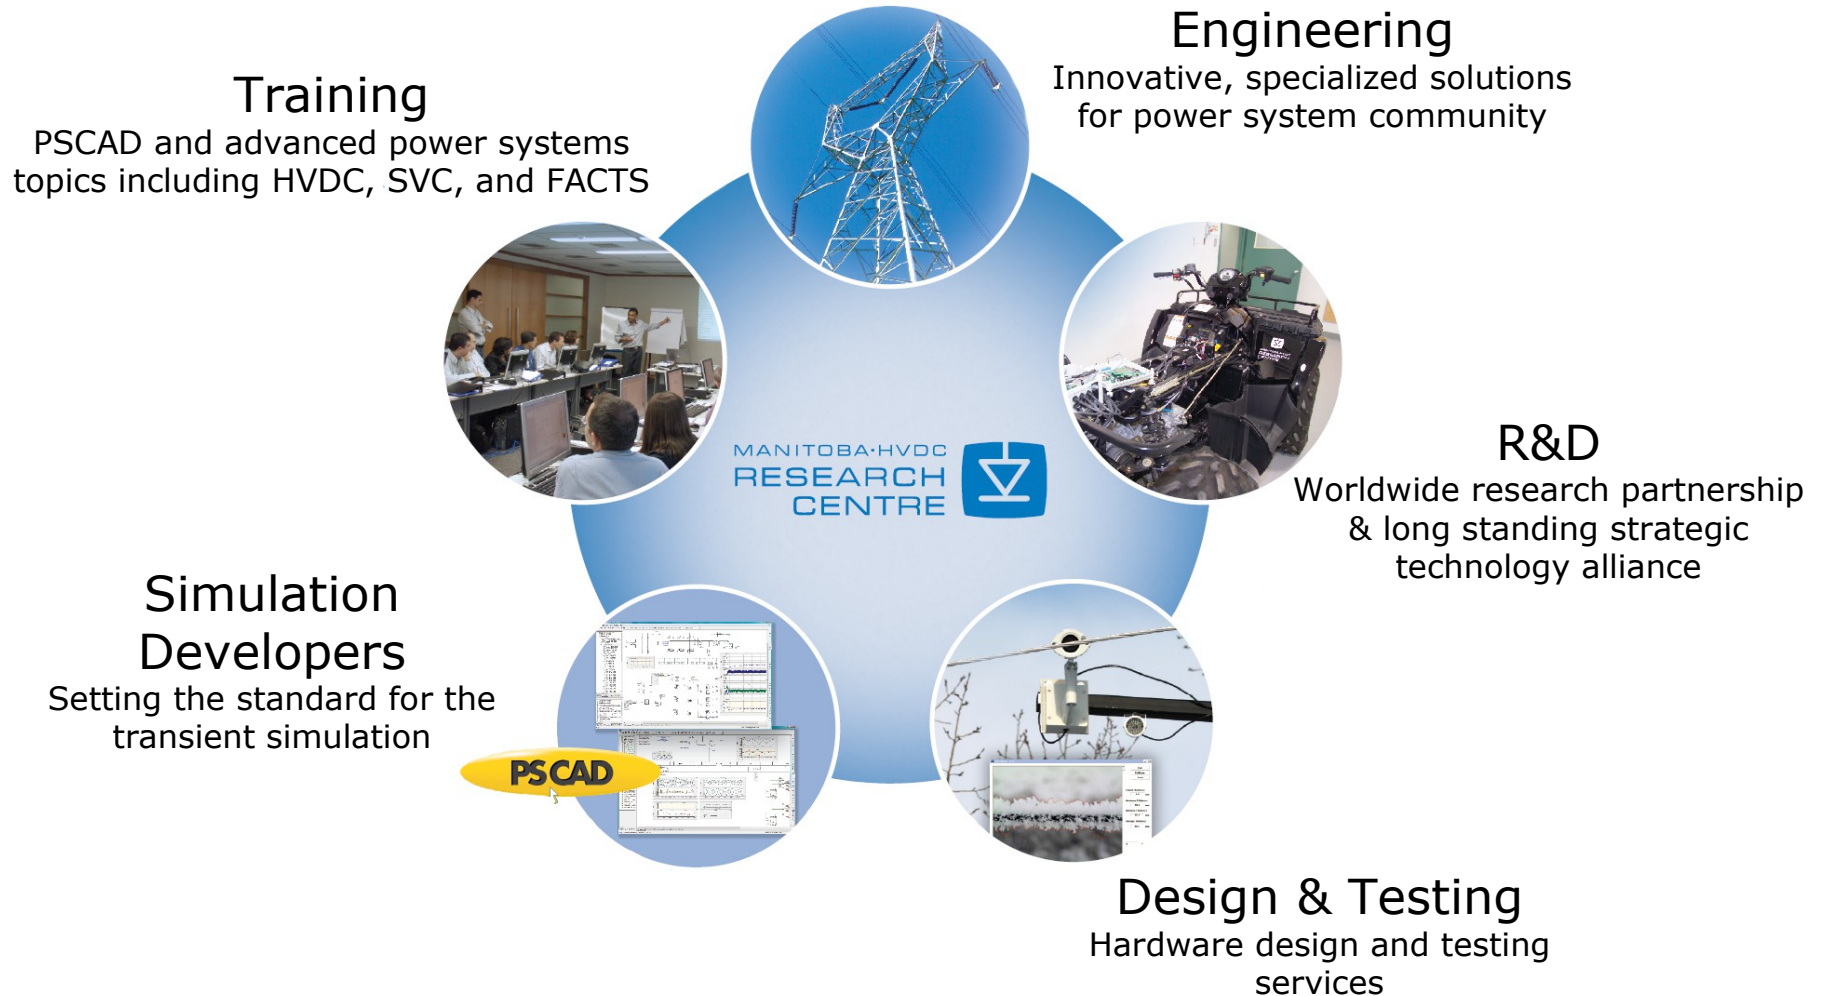 Engineering
Innovative, specialized solutions
for power system community
Training
PSCAD and advanced power systems
topics including HVDC, SVC, and FACTS
MANITOBA·HVDC
RESEARCH
CENTRE
R&D
Worldwide research partnership
& long standing strategic
technology alliance
Simulation
Developers
Setting the standard for the
transient simulation
PSCAD
Design & Testing
Hardware design and testing
services